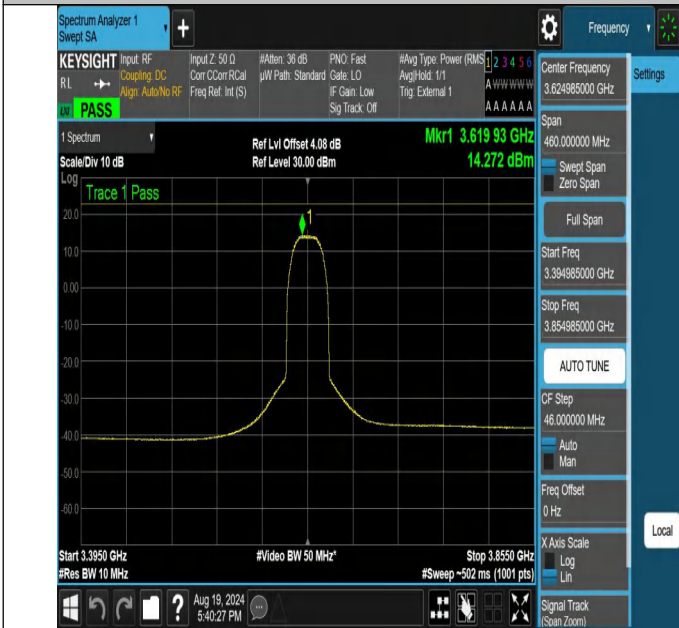 Spectrum Analyzer 1
Swept SA
Frequency
KEYSIGHT
RL
PASS
Input: RF
Coupling: DC
Align: Auto/No RF
Input Z: 50 Ω
Corr CCorr RCal
Freq Ref: Int (S)
#Atten: 36 dB
µW Path: Standard
PNO: Fast
Gate: LO
IF Gain: Low
Sig Track: Off
#Avg Type: Power (RMS
Avg|Hold: 1/1
Trig: External 1
1 2 3 4 5 6
A W W W W W
A A A A A A
1 Spectrum
Scale/Div 10 dB
Ref Lvl Offset 4.08 dB
Ref Level 30.00 dBm
Mkr1 3.619 93 GHz
14.272 dBm
Log
Trace 1 Pass
1
20.0
10.0
0.00
-10.0
-20.0
-30.0
-40.0
-50.0
-60.0
Start 3.3950 GHz
#Res BW 10 MHz
#Video BW 50 MHz*
Stop 3.8550 GHz
#Sweep ~502 ms (1001 pts)
?
Aug 19, 2024
5:40:27 PM
Center Frequency
3.624985000 GHz
Settings
Span
460.000000 MHz
Swept Span
Zero Span
Full Span
Start Freq
3.394985000 GHz
Stop Freq
3.854985000 GHz
AUTO TUNE
CF Step
46.000000 MHz
Auto
Man
Freq Offset
0 Hz
X Axis Scale
Log
Lin
Local
Signal Track
(Span Zoom)